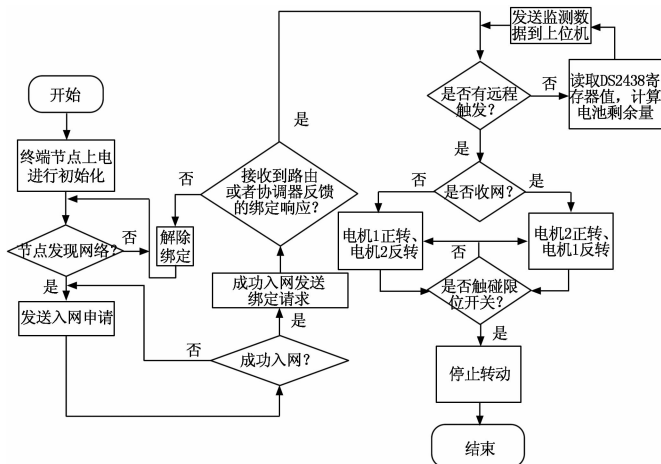 开始
终端节点上电
进行初始化
节点发现网络?
否
是
发送入网申请
解除
绑定
否
接收到路由
或者协调器反馈
的绑定响应?
是
成功入网发送
绑定请求
是
否
成功入网?
发送监测数
据到上位机
是否有远程
触发?
否
读取DS2438寄
存器值，计算
电池剩余量
是
否
是否收网?
是
电机1正转、
电机2反转
否
电机2正转、
电机1反转
是否触碰限
位开关?
是
停止转动
结束